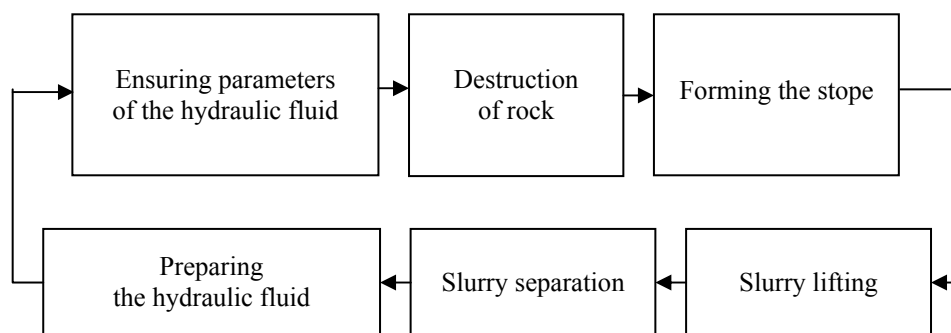 Ensuring parameters
of the hydraulic fluid
Destruction
of rock
Forming the stope
Preparing
the hydraulic fluid
Slurry separation
Slurry lifting